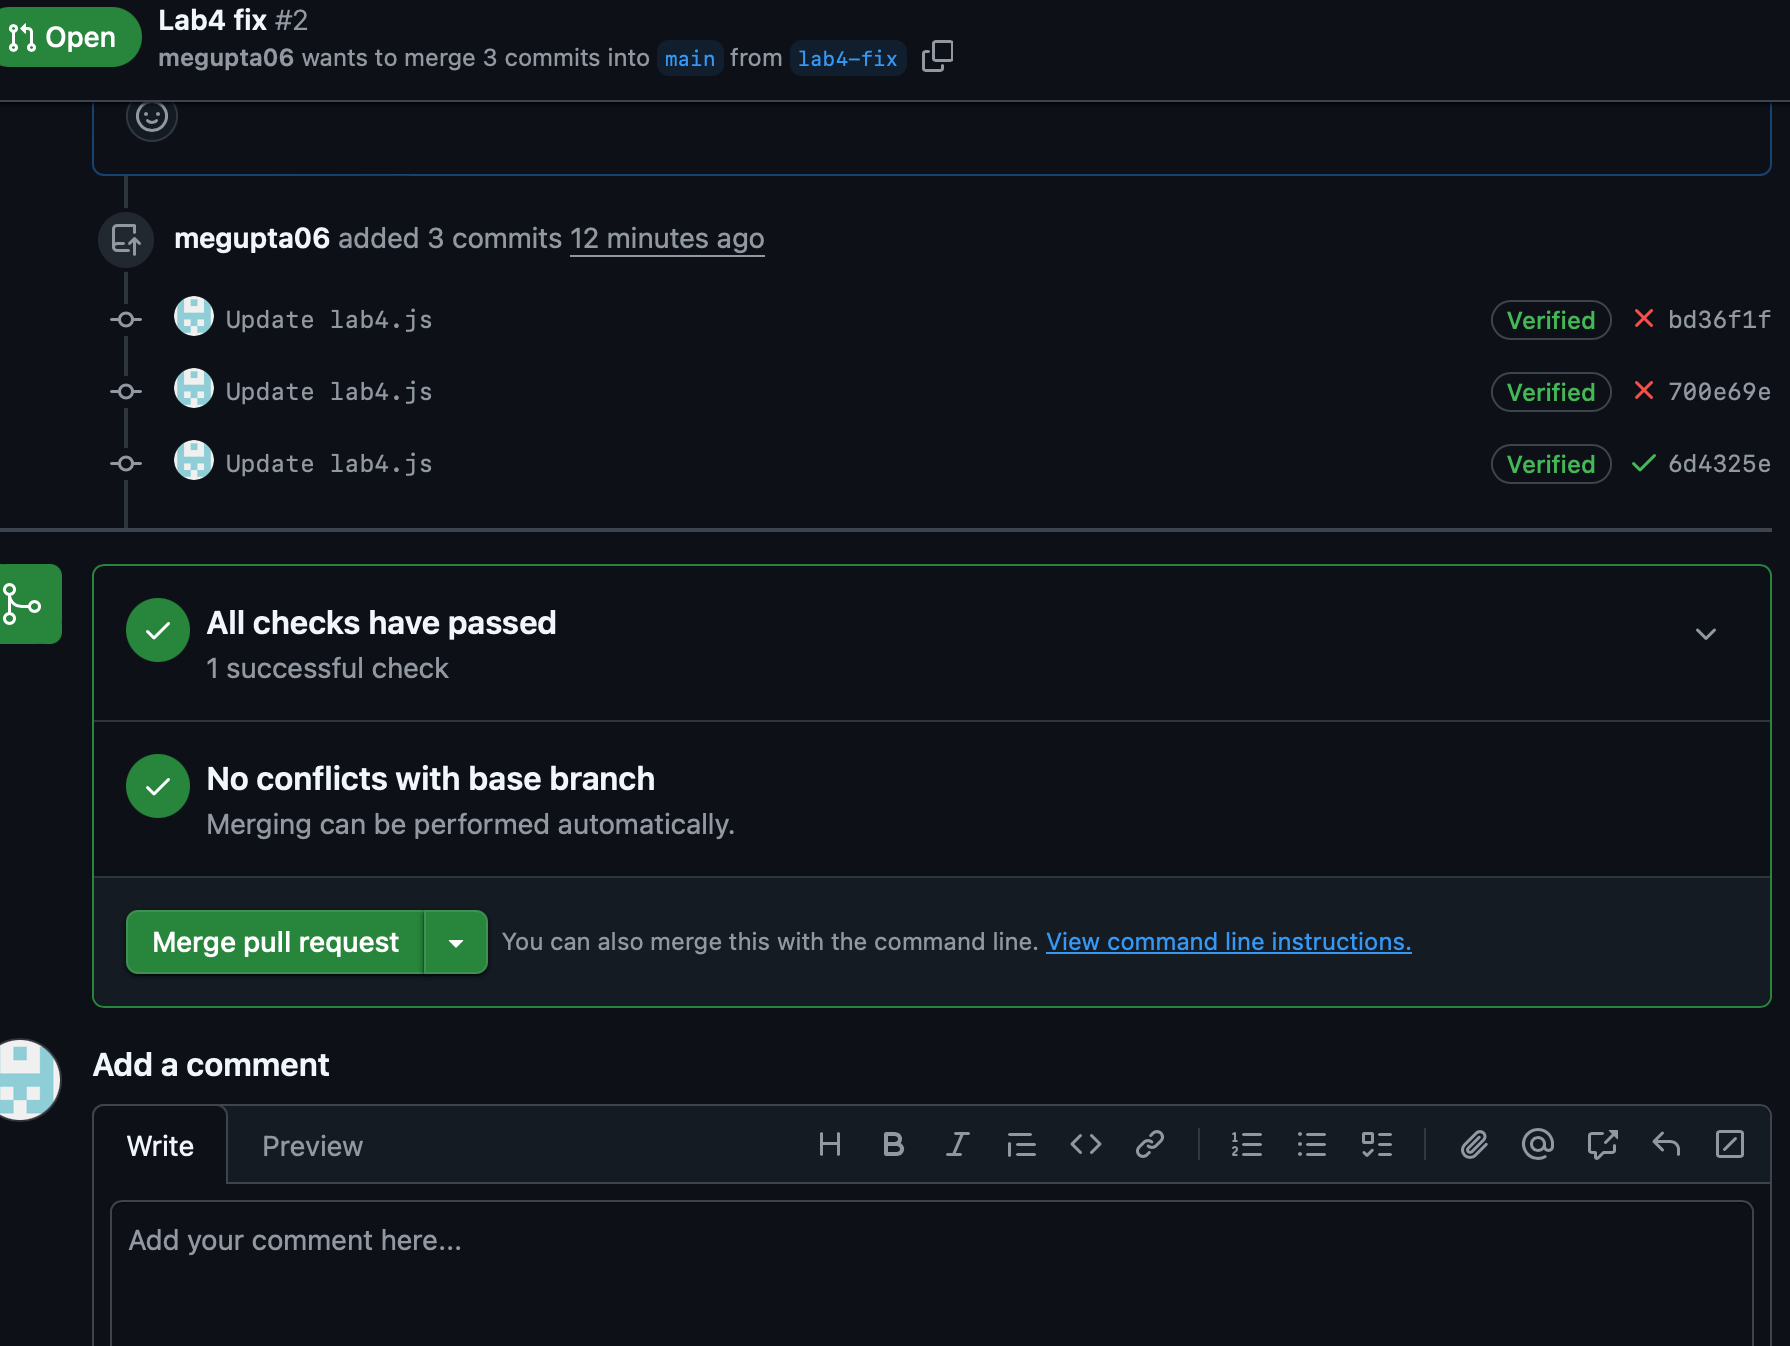 Open
Lab4 fix #2
megupta06 wants to merge 3 commits into main from lab4-fix
megupta06 added 3 commits 12 minutes ago
Update lab4.js Verified bd36f1f
Update lab4.js Verified 700e69e
Update lab4.js Verified 6d4325e
All checks have passed
1 successful check
No conflicts with base branch
Merging can be performed automatically.
Merge pull request You can also merge this with the command line. View command line instructions.
Add a comment
Write Preview
Add your comment here...